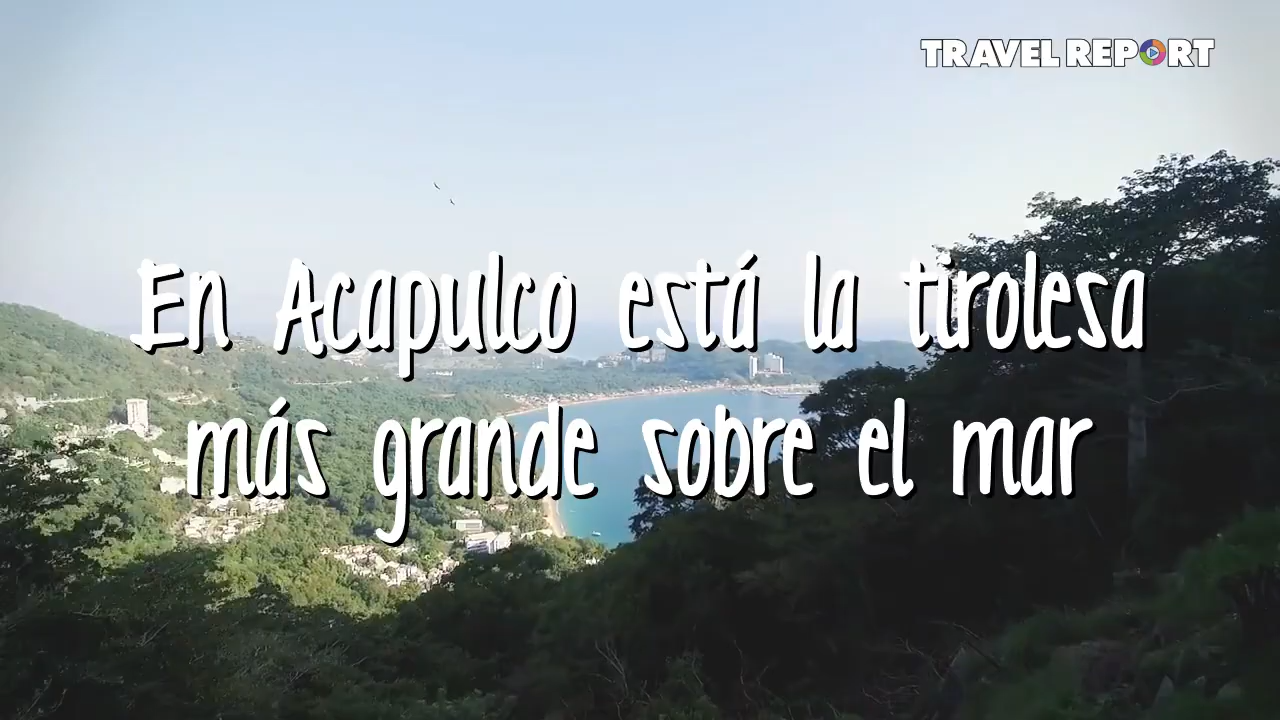 TRAVEL REPORT
En Acapulco está la tirolesa
más grande sobre el mar